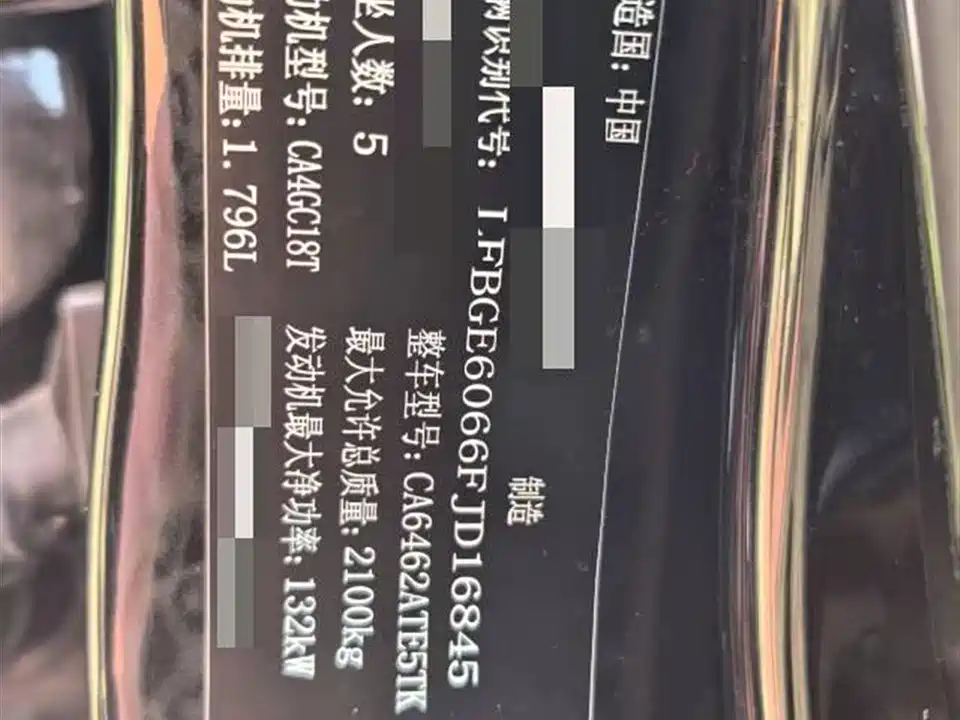 造国：中国
制造
辆识别代号：LFBGE6066FJD16845
整车型号：CA6462ATE5TK
坐人数：5 最大允许总质量：2100kg
动机型号：CA4GC18T 发动机最大净功率：132kW
动机排量：1.796L